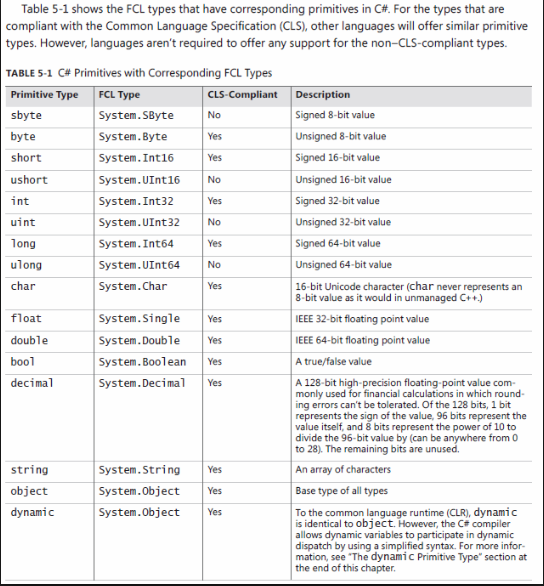 Table 5-1 shows the FCL types that have corresponding primitives in C#. For the types that are
compliant with the Common Language Specification (CLS), other languages will offer similar primitive
types. However, languages aren't required to offer any support for the non–CLS-compliant types.
TABLE 5-1 C# Primitives with Corresponding FCL Types
Primitive Type FCL Type CLS-Compliant Description
sbyte System.SByte No Signed 8-bit value
byte System.Byte Yes Unsigned 8-bit value
short System.Int16 Yes Signed 16-bit value
ushort System.UInt16 No Unsigned 16-bit value
int System.Int32 Yes Signed 32-bit value
uint System.UInt32 No Unsigned 32-bit value
long System.Int64 Yes Signed 64-bit value
ulong System.UInt64 No Unsigned 64-bit value
char System.Char Yes 16-bit Unicode character (char never represents an
8-bit value as it would in unmanaged C++.)
float System.Single Yes IEEE 32-bit floating point value
double System.Double Yes IEEE 64-bit floating point value
bool System.Boolean Yes A true/false value
decimal System.Decimal Yes A 128-bit high-precision floating-point value com-
monly used for financial calculations in which round-
ing errors can't be tolerated. Of the 128 bits, 1 bit
represents the sign of the value, 96 bits represent the
value itself, and 8 bits represent the power of 10 to
divide the 96-bit value by (can be anywhere from 0
to 28). The remaining bits are unused.
string System.String Yes An array of characters
object System.Object Yes Base type of all types
dynamic System.Object Yes To the common language runtime (CLR), dynamic
is identical to object. However, the C# compiler
allows dynamic variables to participate in dynamic
dispatch by using a simplified syntax. For more infor-
mation, see "The dynamic Primitive Type" section at
the end of this chapter.